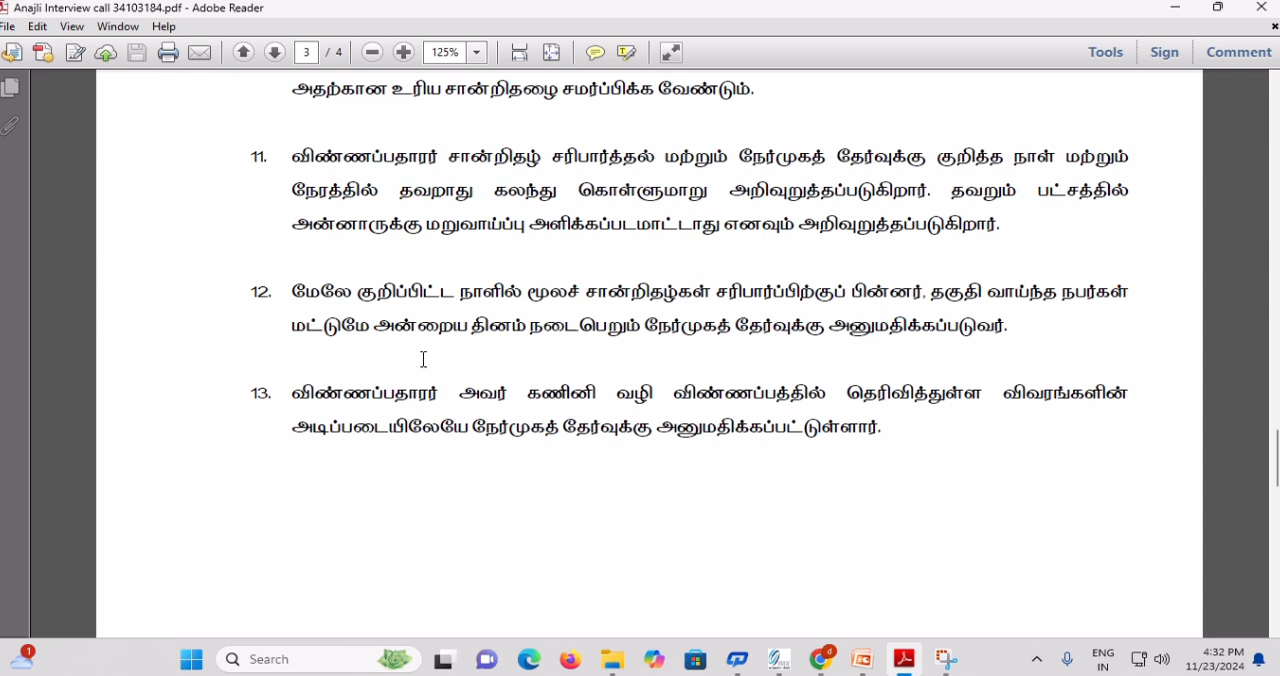 Anajli Interview call 34103184.pdf - Adobe Reader
File Edit View Window Help
3 / 4 125% Tools Sign Comment
அதற்கான உரிய சான்றிதழை சமர்ப்பிக்க வேண்டும்.
11. விண்ணப்பதாரர் சான்றிதழ் சரிபார்த்தல் மற்றும் நேர்முகத் தேர்வுக்கு குறித்த நாள் மற்றும்
நேரத்தில் தவறாது கலந்து கொள்ளுமாறு அறிவுறுத்தப்படுகிறார். தவறும் பட்சத்தில்
அன்னாருக்கு மறுவாய்ப்பு அளிக்கப்படமாட்டாது எனவும் அறிவுறுத்தப்படுகிறார்.
12. மேலே குறிப்பிட்ட நாளில் மூலச் சான்றிதழ்கள் சரிபார்ப்பிற்குப் பின்னர், தகுதி வாய்ந்த நபர்கள்
மட்டுமே அன்றைய தினம் நடைபெறும் நேர்முகத் தேர்வுக்கு அனுமதிக்கப்படுவர்.
13. விண்ணப்பதாரர் அவர் கணினி வழி விண்ணப்பத்தில் தெரிவித்துள்ள விவரங்களின்
அடிப்படையிலேயே நேர்முகத் தேர்வுக்கு அனுமதிக்கப்பட்டுள்ளார்.
1 Search ENG 4:32 PM
IN 11/23/2024